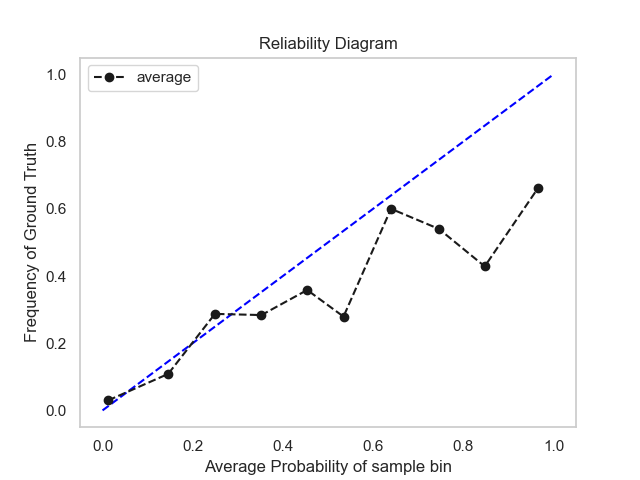 Reliability Diagram
average
1.0
0.8
0.6
0.4
0.2
0.0
Frequency of Ground Truth
0.0 0.2 0.4 0.6 0.8 1.0
Average Probability of sample bin